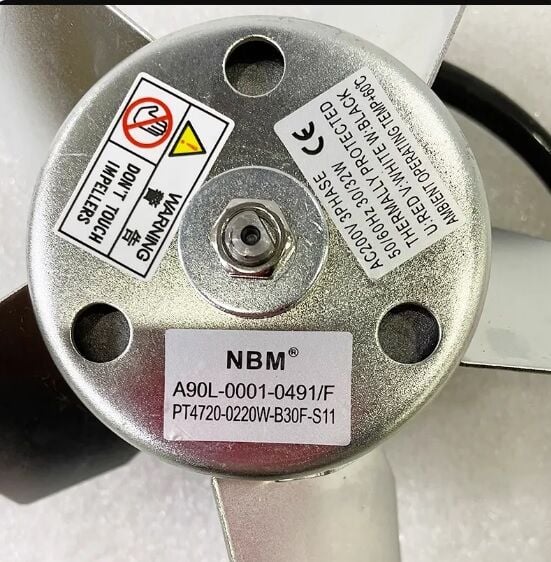 WARNING
警 告
DON'T TOUCH
IMPELLERS
AC200V 3PHASE
50/60Hz 30/32W
THERMALLY PROTECTED
U:RED V:WHITE W:BLACK
AMBIENT OPERATING TEMP+60℃
CE
NBM®
A90L-0001-0491/F
PT4720-0220W-B30F-S11